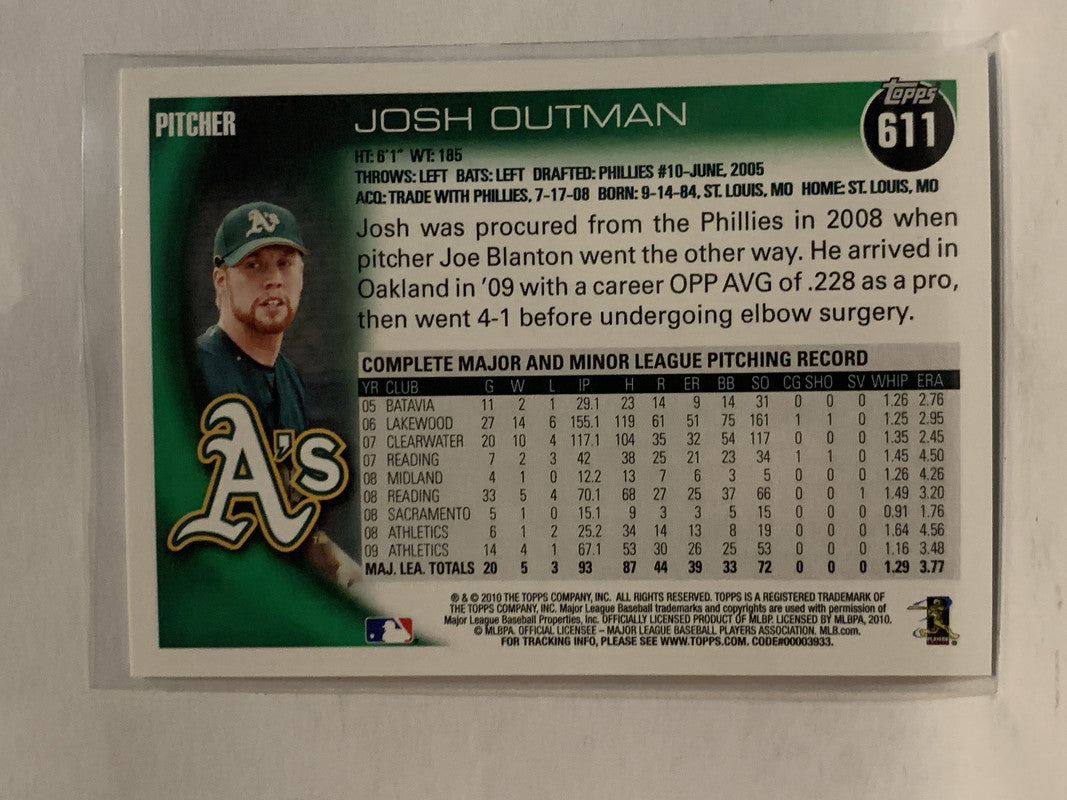 PITCHER
JOSH OUTMAN
Topps
611
HT: 6'1" WT: 185
THROWS: LEFT BATS: LEFT DRAFTED: PHILLIES #10-JUNE, 2005
ACQ: TRADE WITH PHILLIES, 7-17-08 BORN: 9-14-84, ST. LOUIS, MO HOME: ST. LOUIS, MO
Josh was procured from the Phillies in 2008 when
pitcher Joe Blanton went the other way. He arrived in
Oakland in '09 with a career OPP AVG of .228 as a pro,
then went 4-1 before undergoing elbow surgery.
A's
A's
COMPLETE MAJOR AND MINOR LEAGUE PITCHING RECORD
YR CLUB G W L IP H R ER BB SO CG SHO SV WHIP ERA
05 BATAVIA 11 2 1 29.1 23 14 9 14 31 0 0 0 1.26 2.76
06 LAKEWOOD 27 14 6 155.1 119 61 51 75 161 1 1 0 1.25 2.95
07 CLEARWATER 20 10 4 117.1 104 35 32 54 117 0 0 0 1.35 2.45
07 READING 7 2 3 42 38 25 21 23 34 1 1 0 1.45 4.50
08 MIDLAND 4 1 0 12.2 13 7 6 3 5 0 0 0 1.26 4.26
08 READING 33 5 4 70.1 68 27 25 37 66 0 0 1 1.49 3.20
08 SACRAMENTO 5 1 0 15.1 9 3 3 5 15 0 0 0 0.91 1.76
08 ATHLETICS 6 1 2 25.2 34 14 13 8 19 0 0 0 1.64 4.56
09 ATHLETICS 14 4 1 67.1 53 30 26 25 53 0 0 0 1.16 3.48
MAJ. LEA. TOTALS 20 5 3 93 87 44 39 33 72 0 0 0 1.29 3.77
® & © 2010 THE TOPPS COMPANY, INC. ALL RIGHTS RESERVED. TOPPS IS A REGISTERED TRADEMARK OF
THE TOPPS COMPANY, INC. Major League Baseball trademarks and copyrights are used with permission of
Major League Baseball Properties, Inc. OFFICIALLY LICENSED PRODUCT OF MLBP. LICENSED BY MLBPA, 2010.
© MLBPA. OFFICIAL LICENSEE – MAJOR LEAGUE BASEBALL PLAYERS ASSOCIATION. MLB.com.
FOR TRACKING INFO, PLEASE SEE WWW.TOPPS.COM. CODE#00003933.